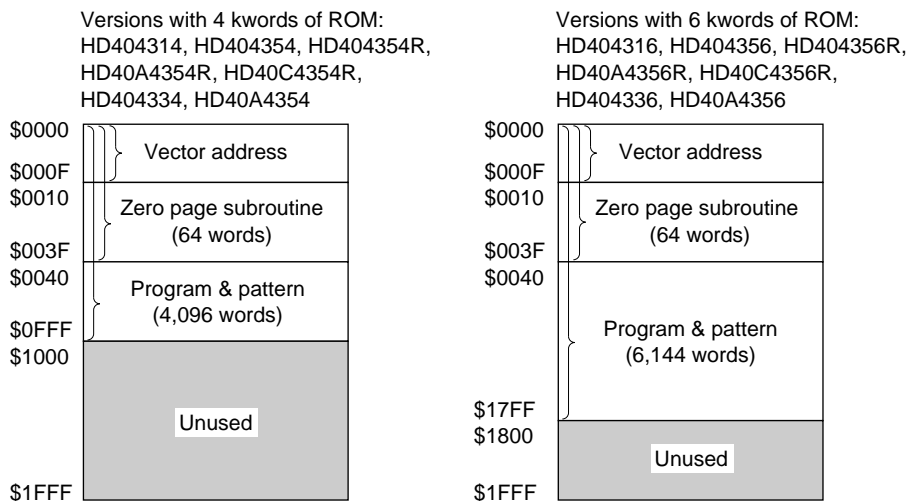 Versions with 4 kwords of ROM:
HD404314, HD404354, HD404354R,
HD40A4354R, HD40C4354R,
HD404334, HD40A4354
$0000
Vector address
$000F
$0010
Zero page subroutine
(64 words)
$003F
$0040
Program & pattern
(4,096 words)
$0FFF
$1000
Unused
$1FFF
Versions with 6 kwords of ROM:
HD404316, HD404356, HD404356R,
HD40A4356R, HD40C4356R,
HD404336, HD40A4356
$0000
Vector address
$000F
$0010
Zero page subroutine
(64 words)
$003F
$0040
Program & pattern
(6,144 words)
$17FF
$1800
Unused
$1FFF